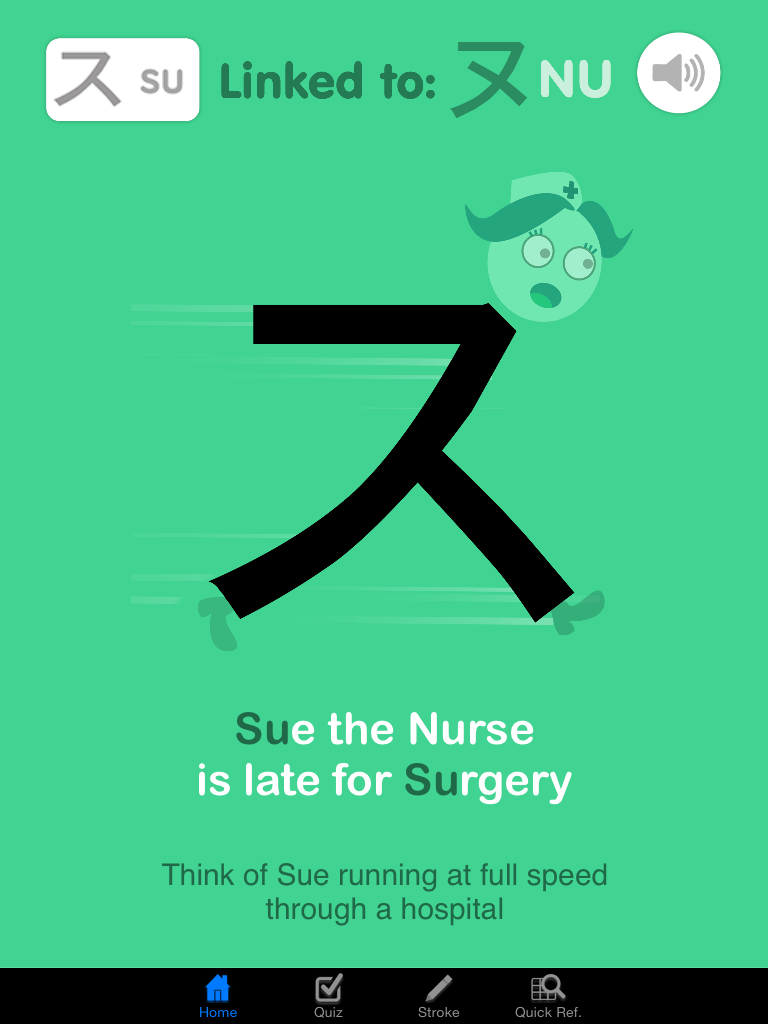 ス SU Linked to: ヌ NU
ス
Sue the Nurse
is late for Surgery
Think of Sue running at full speed
through a hospital
Home Quiz Stroke Quick Ref.